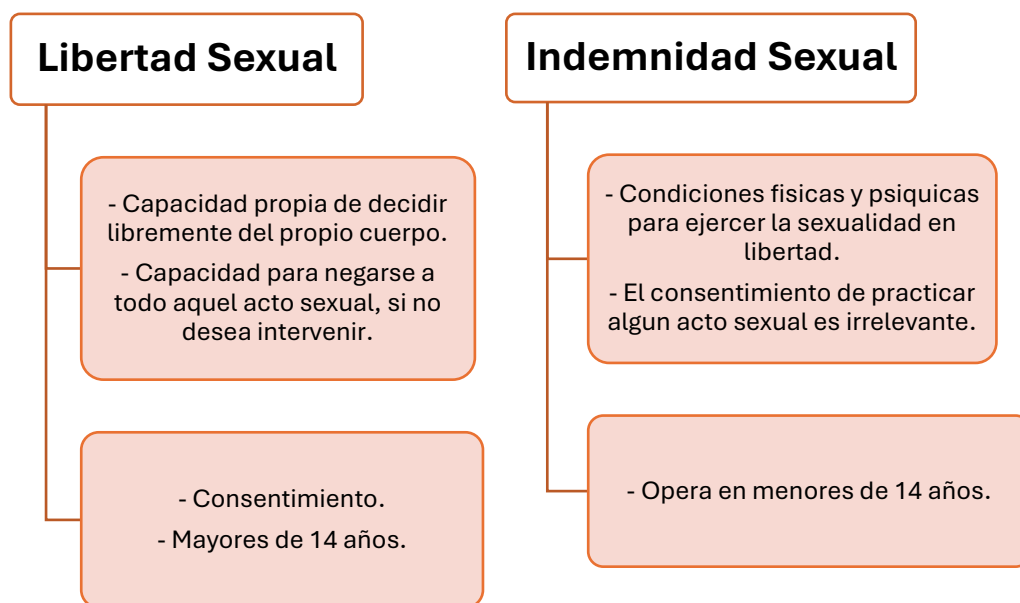 Libertad Sexual
- Capacidad propia de decidir
libremente del propio cuerpo.
- Capacidad para negarse a
todo aquel acto sexual, si no
desea intervenir.
- Consentimiento.
- Mayores de 14 años.
Indemnidad Sexual
- Condiciones fisicas y psiquicas
para ejercer la sexualidad en
libertad.
- El consentimiento de practicar
algun acto sexual es irrelevante.
- Opera en menores de 14 años.